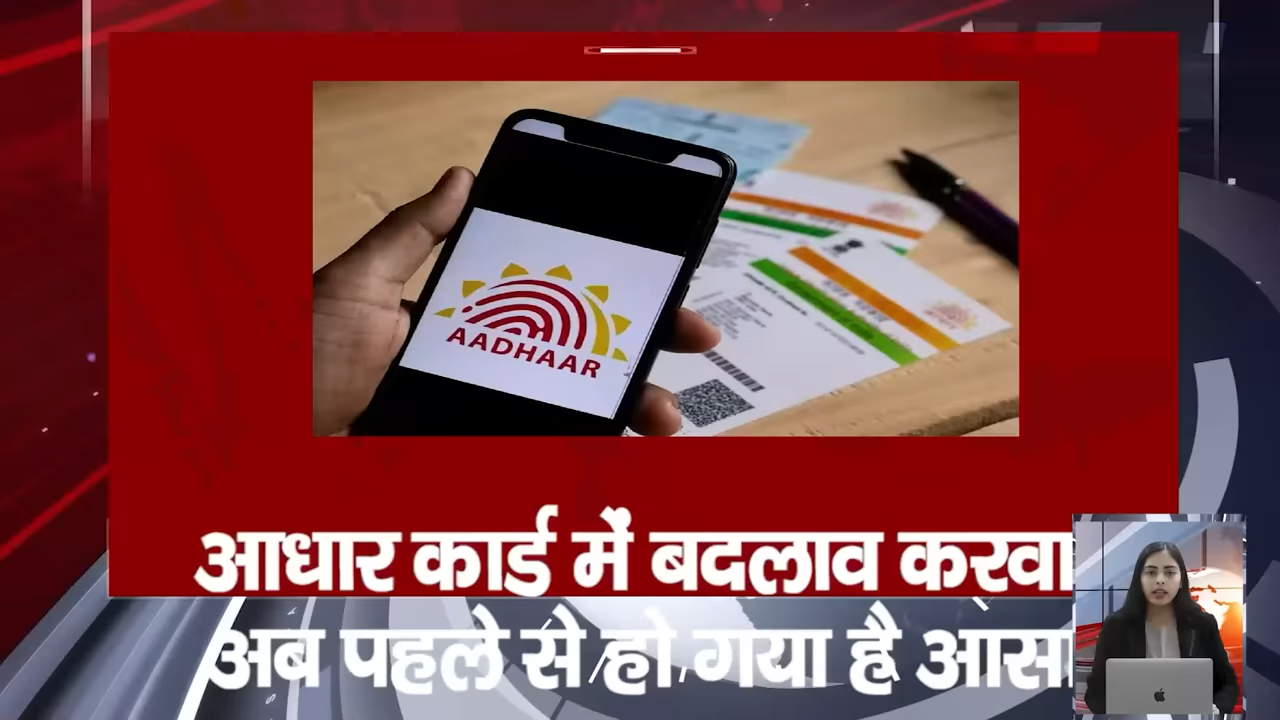 AADHAAR
आधार कार्ड में बदलाव करवा
अब पहले से हो गया है आसा